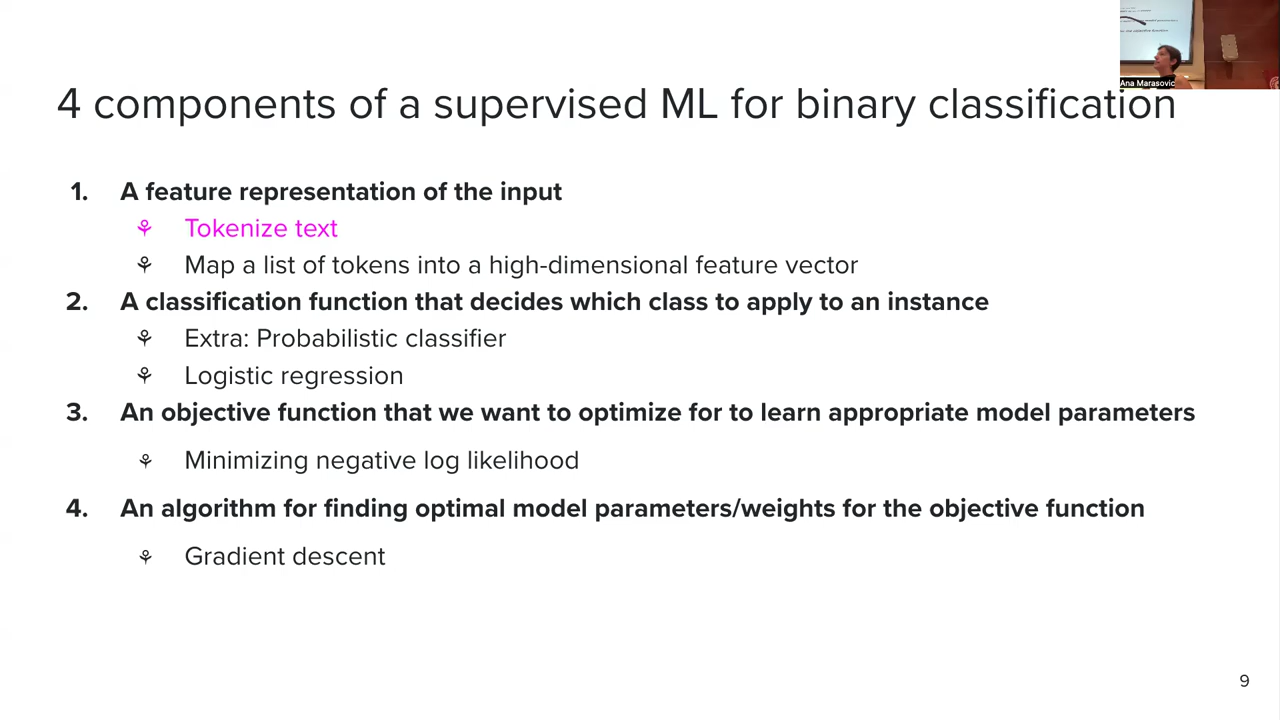 4 components of a supervised ML for binary classification
1. A feature representation of the input
⚘ Tokenize text
⚘ Map a list of tokens into a high-dimensional feature vector
2. A classification function that decides which class to apply to an instance
⚘ Extra: Probabilistic classifier
⚘ Logistic regression
3. An objective function that we want to optimize for to learn appropriate model parameters
⚘ Minimizing negative log likelihood
4. An algorithm for finding optimal model parameters/weights for the objective function
⚘ Gradient descent
9
Ana Marasovic